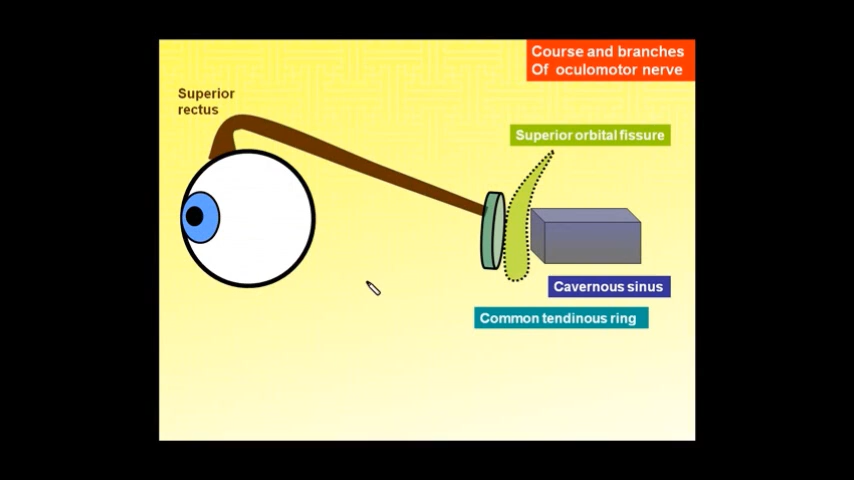 Course and branches
Of oculomotor nerve
Superior
rectus
Superior orbital fissure
Cavernous sinus
Common tendinous ring